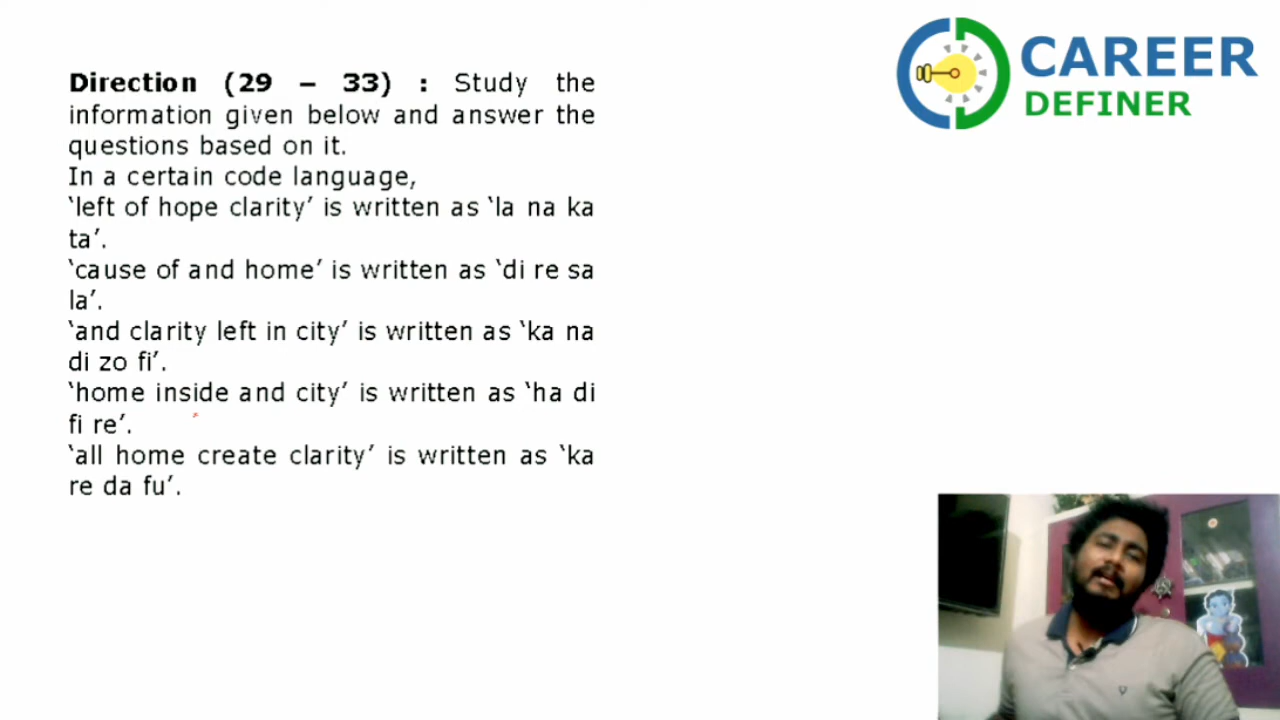 CAREER
DEFINER
Direction (29 – 33) : Study the
information given below and answer the
questions based on it.
In a certain code language,
‘left of hope clarity’ is written as ‘la na ka
ta’.
‘cause of and home’ is written as ‘di re sa
la’.
‘and clarity left in city’ is written as ‘ka na
di zo fi’.
‘home inside and city’ is written as ‘ha di
fi re’.
‘all home create clarity’ is written as ‘ka
re da fu’.